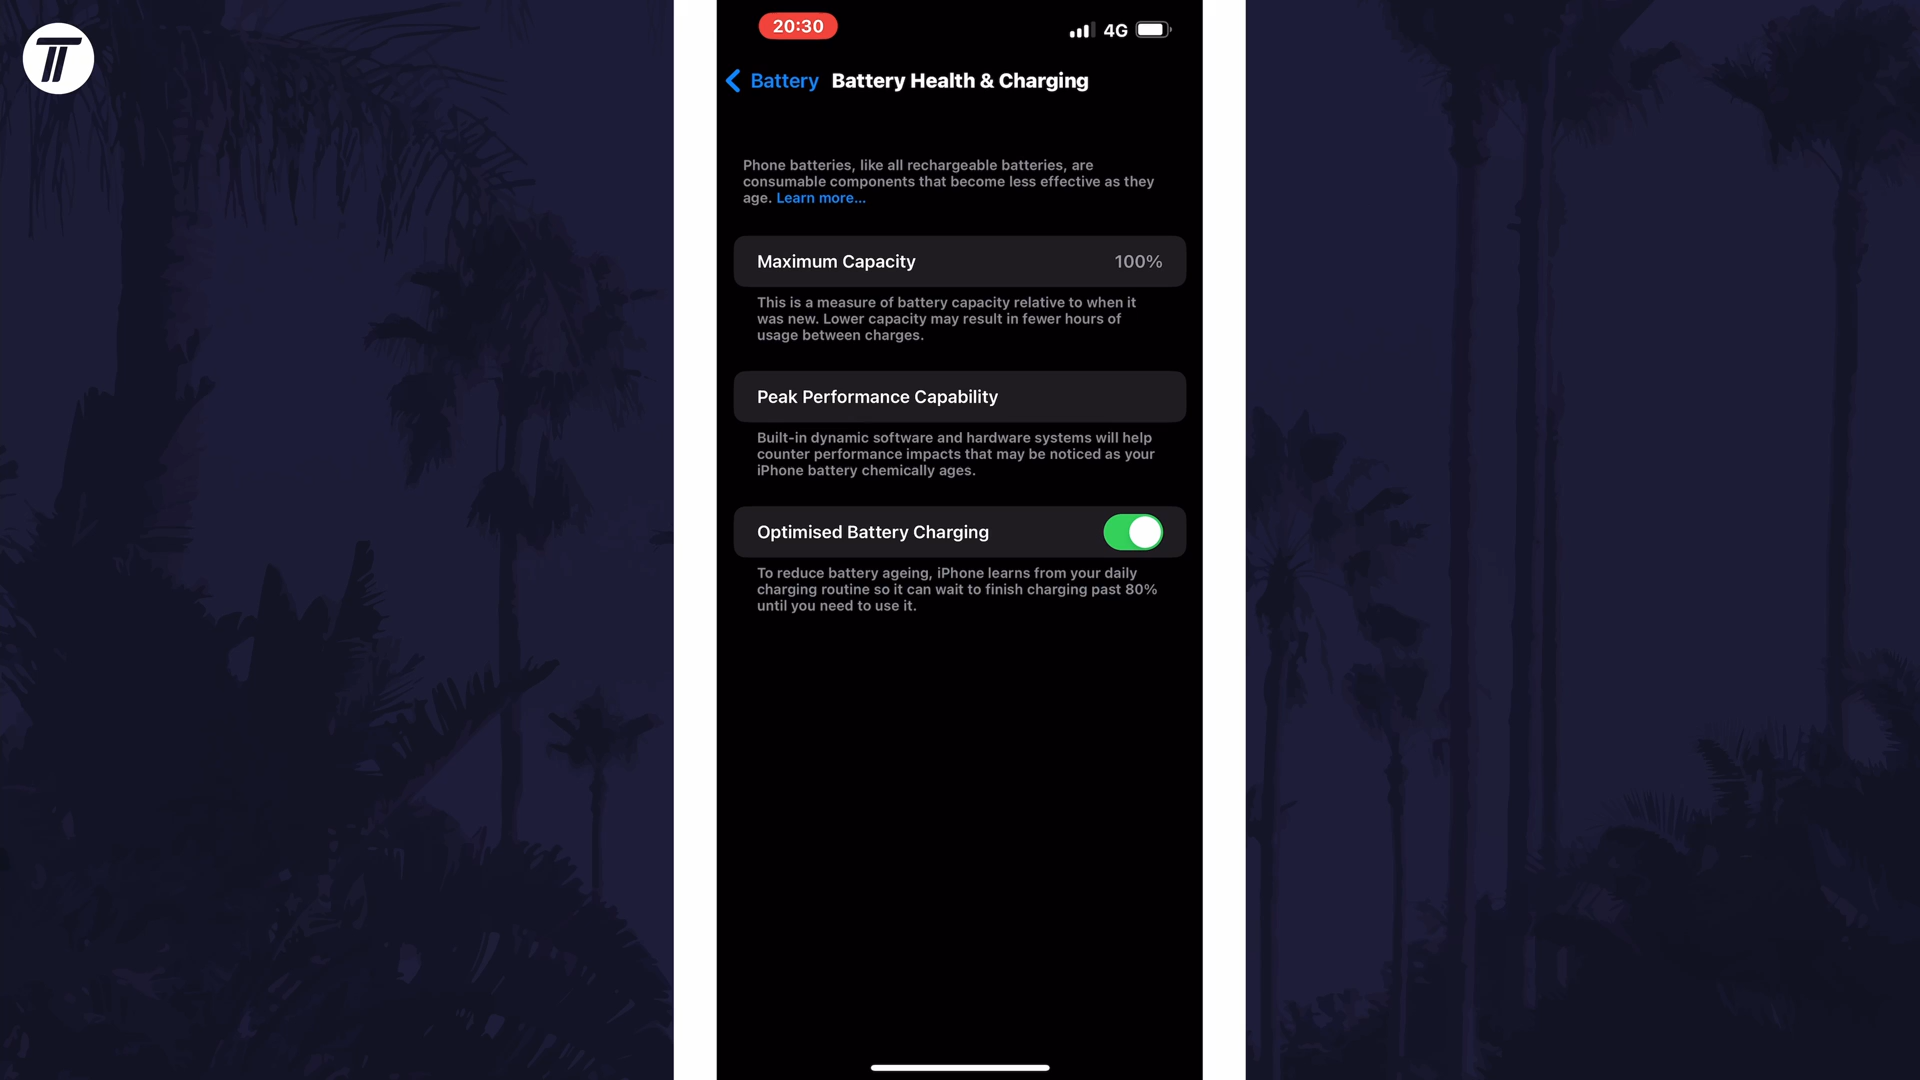 20:30
4G
Battery
Battery Health & Charging
Phone batteries, like all rechargeable batteries, are
consumable components that become less effective as they
age. Learn more...
Maximum Capacity 100%
This is a measure of battery capacity relative to when it
was new. Lower capacity may result in fewer hours of
usage between charges.
Peak Performance Capability
Built-in dynamic software and hardware systems will help
counter performance impacts that may be noticed as your
iPhone battery chemically ages.
Optimised Battery Charging
To reduce battery ageing, iPhone learns from your daily
charging routine so it can wait to finish charging past 80%
until you need to use it.